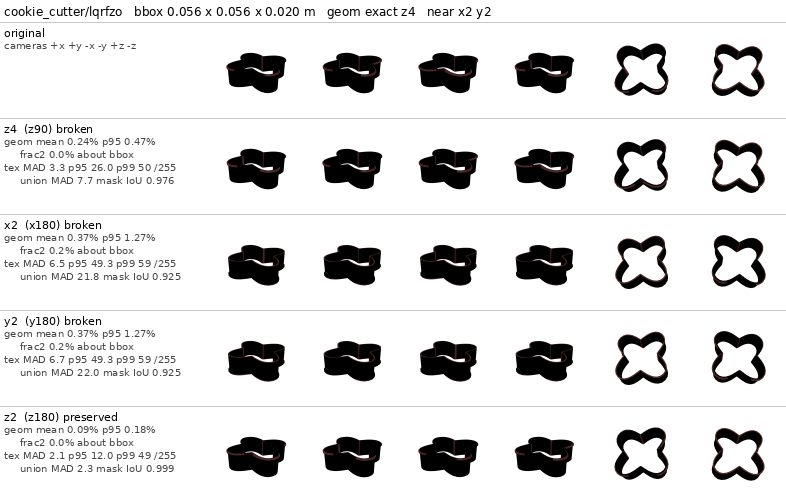 cookie_cutter/lqrfzo bbox 0.056 x 0.056 x 0.020 m geom exact z4 near x2 y2
original
cameras +x +y -x -y +z -z
z4 (z90) broken
geom mean 0.24% p95 0.47%
frac2 0.0% about bbox
tex MAD 3.3 p95 26.0 p99 50 /255
union MAD 7.7 mask IoU 0.976
x2 (x180) broken
geom mean 0.37% p95 1.27%
frac2 0.2% about bbox
tex MAD 6.5 p95 49.3 p99 59 /255
union MAD 21.8 mask IoU 0.925
y2 (y180) broken
geom mean 0.37% p95 1.27%
frac2 0.2% about bbox
tex MAD 6.7 p95 49.3 p99 59 /255
union MAD 22.0 mask IoU 0.925
z2 (z180) preserved
geom mean 0.09% p95 0.18%
frac2 0.0% about bbox
tex MAD 2.1 p95 12.0 p99 49 /255
union MAD 2.3 mask IoU 0.999